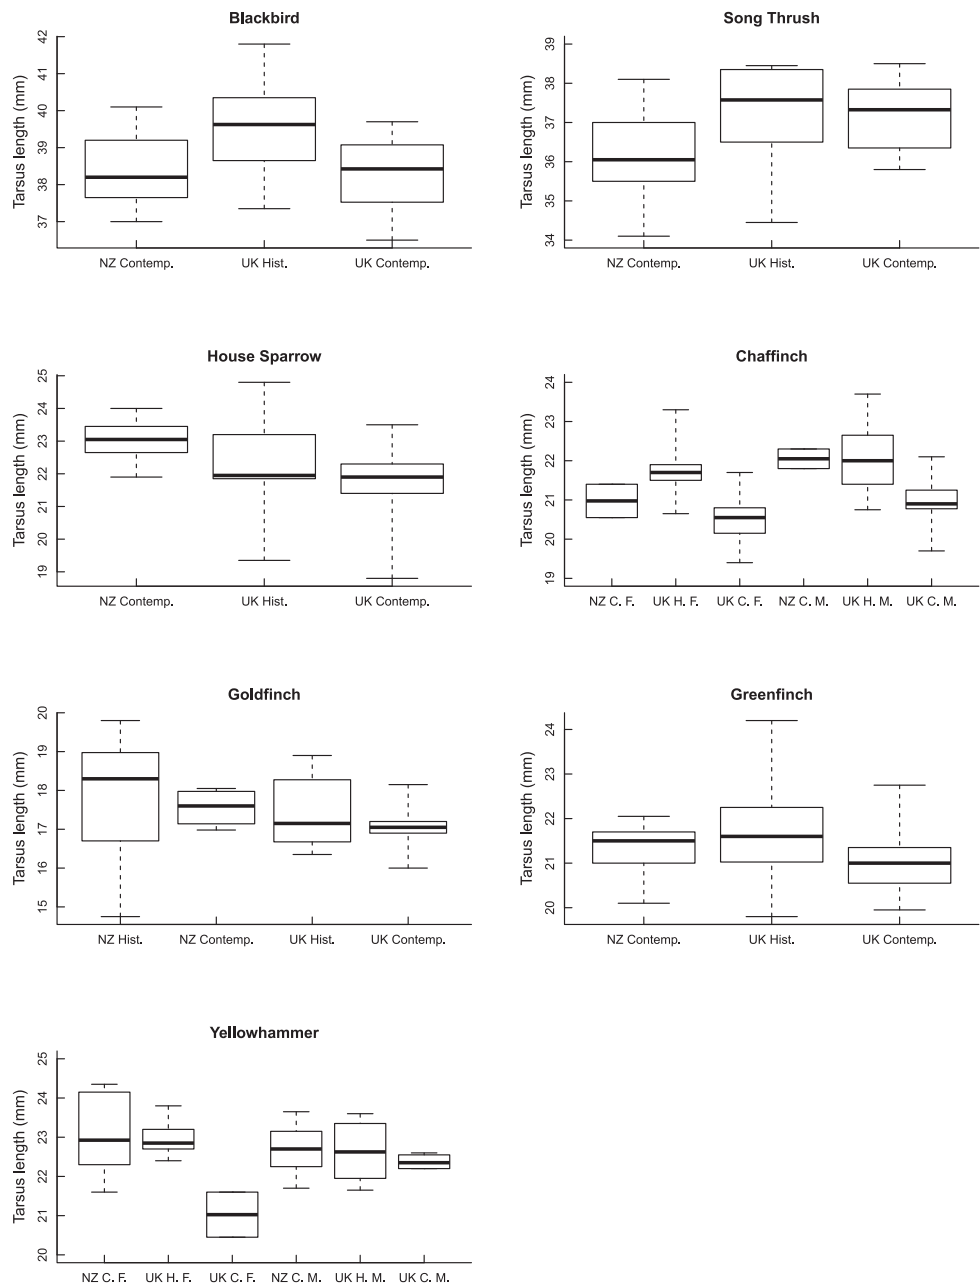 Blackbird
Tarsus length (mm)
42
41
40
39
38
37
NZ Contemp. UK Hist. UK Contemp.
Song Thrush
Tarsus length (mm)
39
38
37
36
35
34
NZ Contemp. UK Hist. UK Contemp.
House Sparrow
Tarsus length (mm)
25
24
23
22
21
20
19
NZ Contemp. UK Hist. UK Contemp.
Chaffinch
Tarsus length (mm)
24
23
22
21
20
19
NZ C. F. UK H. F. UK C. F. NZ C. M. UK H. M. UK C. M.
Goldfinch
Tarsus length (mm)
20
19
18
17
16
15
NZ Hist. NZ Contemp. UK Hist. UK Contemp.
Greenfinch
Tarsus length (mm)
24
23
22
21
20
NZ Contemp. UK Hist. UK Contemp.
Yellowhammer
Tarsus length (mm)
25
24
23
22
21
20
NZ C. F. UK H. F. UK C. F. NZ C. M. UK H. M. UK C. M.